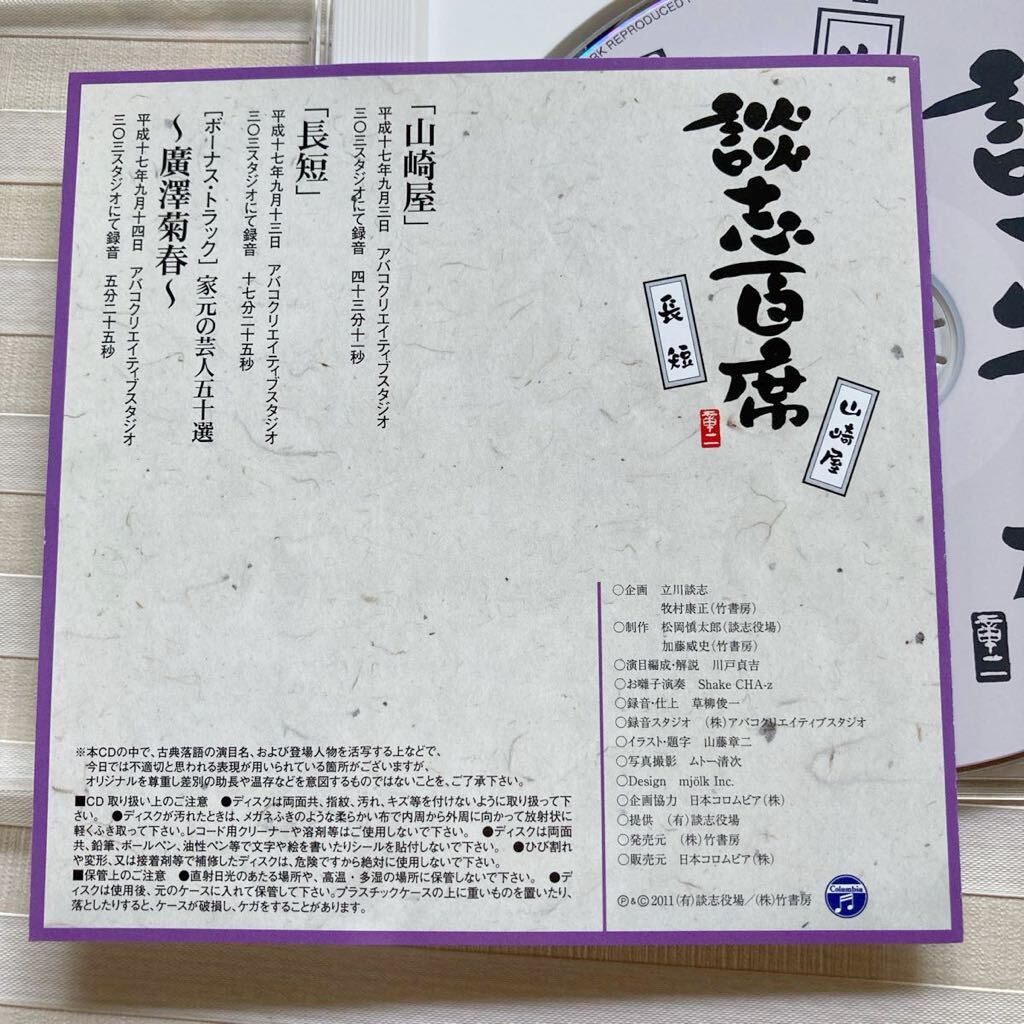 談志百席
山崎屋
長短
章二
「山崎屋」
平成十七年九月三日　アバコクリエイティブスタジオ
三〇三スタジオにて録音　四十三分十一秒
「長短」
平成十七年九月十三日　アバコクリエイティブスタジオ
三〇三スタジオにて録音　十七分二十五秒
［ボーナス・トラック］家元の芸人五十選
〜廣澤菊春〜
平成十七年九月十四日　アバコクリエイティブスタジオ
三〇三スタジオにて録音　五分二十五秒
○企画　立川談志
牧村康正（竹書房）
○制作　松岡慎太郎（談志役場）
加藤威史（竹書房）
○演目編成・解説　川戸貞吉
○お囃子演奏　Shake CHA-z
○録音・仕上　草柳俊一
○録音スタジオ　（株）アバコクリエイティブスタジオ
○イラスト・題字　山藤章二
○写真撮影　ムトー清次
○Design　mjölk Inc.
○企画協力　日本コロムビア（株）
○提供　（有）談志役場
○発売元　（株）竹書房
○販売元　日本コロムビア（株）
Ⓟ&©2011（有）談志役場／（株）竹書房
Columbia
※本CDの中で、古典落語の演目名、および登場人物を活写する上などで、
今日では不適切と思われる表現が用いられている箇所がございますが、
オリジナルを尊重し差別の助長や温存などを意図するものではないことを、ご了承下さい。
■CD 取り扱い上のご注意　●ディスクは両面共、指紋、汚れ、キズ等を付けないように取り扱って下
さい。　●ディスクが汚れたときは、メガネふきのような柔らかい布で内周から外周に向かって放射状に
軽くふき取って下さい。レコード用クリーナーや溶剤等はご使用しないで下さい。　●ディスクは両面
共、鉛筆、ボールペン、油性ペン等で文字や絵を書いたりシールを貼付しないで下さい。　●ひび割れ
や変形、又は接着剤等で補修したディスクは、危険ですから絶対に使用しないで下さい。
■保管上のご注意　●直射日光のあたる場所や、高温・多湿の場所に保管しないで下さい。　●デ
ィスクは使用後、元のケースに入れて保管して下さい。プラスチックケースの上に重いものを置いたり、
落としたりすると、ケースが破損し、ケガをすることがあります。
REPRODUCED
章二